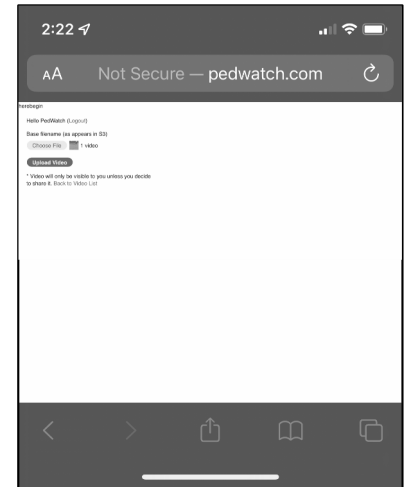 2:22
AA Not Secure — pedwatch.com
herebegin
Hello PedWatch (Logout)
Base filename (as appears in S3)
Choose File 1 video
Upload Video
* Video will only be visible to you unless you decide
to share it. Back to Video List